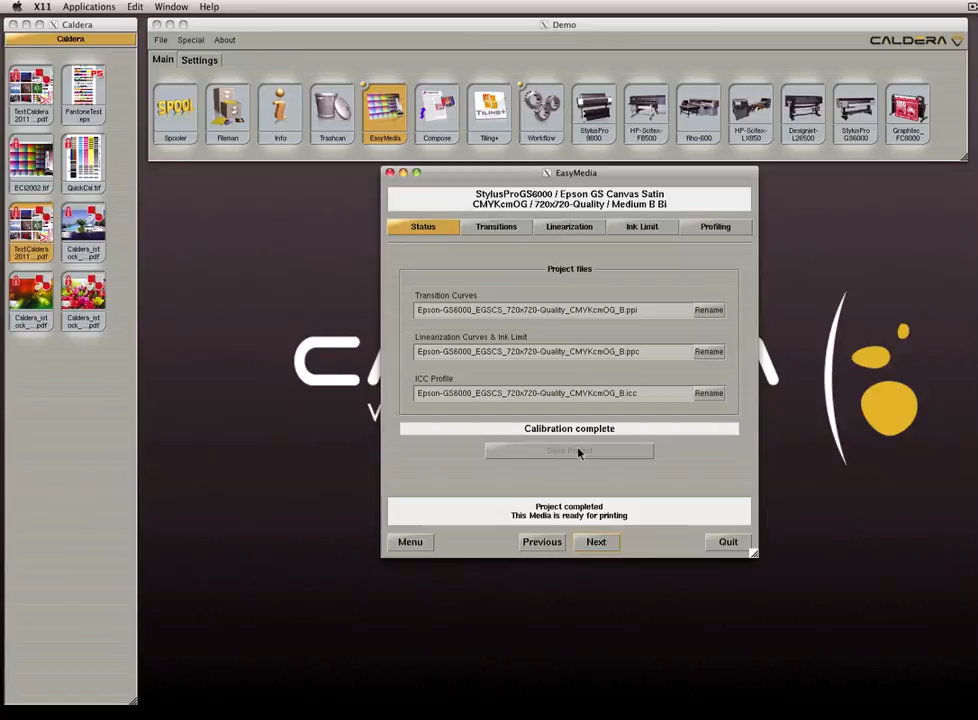 X11 Applications Edit Window Help
Caldera
Caldera
TestCaldera
2011....pdf
PantoneTest
eps
ECI2002.tif
QuickCal.tif
TestCaldera
2011....pdf
Caldera_ist
ock_....pdf
Caldera_ist
ock_....pdf
Caldera_ist
ock_....pdf
Demo
File Special About
CALDERA
Main Settings
SPOOL
Spooler
Fileman
Info
Trashcan
EasyMedia
Compose
TILING+
Tiling+
Workflow
StylusPro
9800
HP-Scitex-
FB500
Rho-600
HP-Scitex-
LX850
Designjet-
L26500
StylusPro
GS6000
Graphtec_
FC8000
EasyMedia
StylusProGS6000 / Epson GS Canvas Satin
CMYKcmOG / 720x720-Quality / Medium B Bi
Status Transitions Linearization Ink Limit Profiling
Project files
Transition Curves
Epson-GS6000_EGSCS_720x720-Quality_CMYKcmOG_B.ppi Rename
Linearization Curves & Ink Limit
Epson-GS6000_EGSCS_720x720-Quality_CMYKcmOG_B.ppc Rename
ICC Profile
Epson-GS6000_EGSCS_720x720-Quality_CMYKcmOG_B.icc Rename
Calibration complete
Save Project
Project completed
This Media is ready for printing
Menu Previous Next Quit